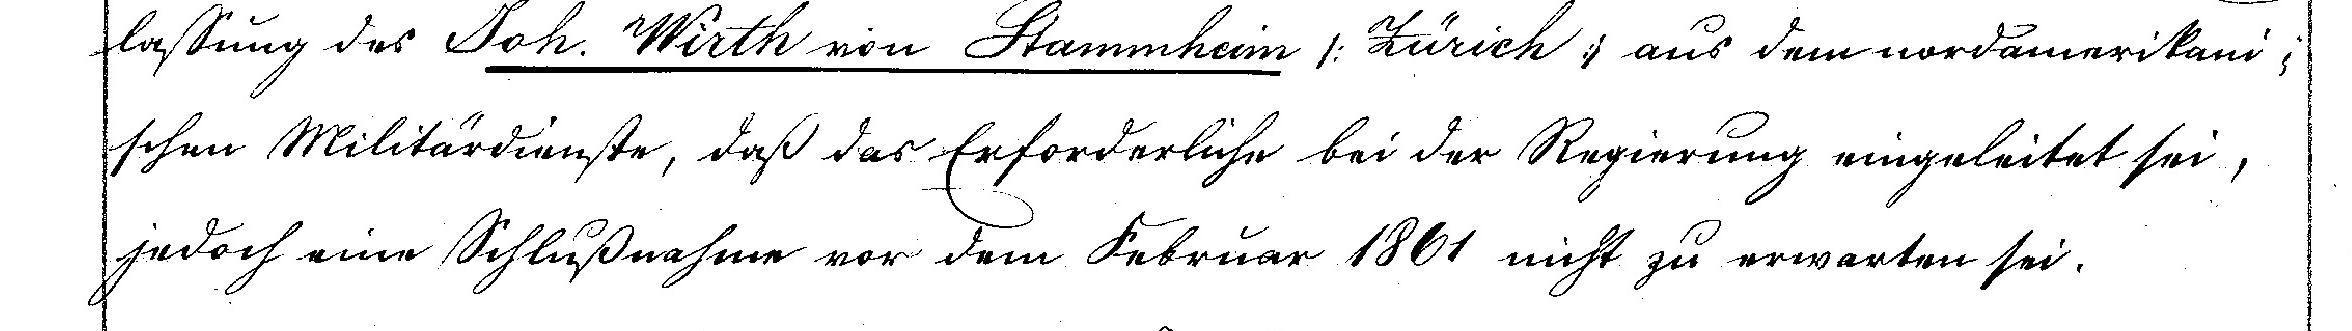 lassung des Joh. Wirth von Stammheim /: Zürich :/ aus dem nordamerikani-
schen Militärdienste, daß das Erforderliche bei der Regierung eingeleitet sei,
jedoch eine Schlußnahme vor dem Februar 1861 nicht zu erwarten sei.